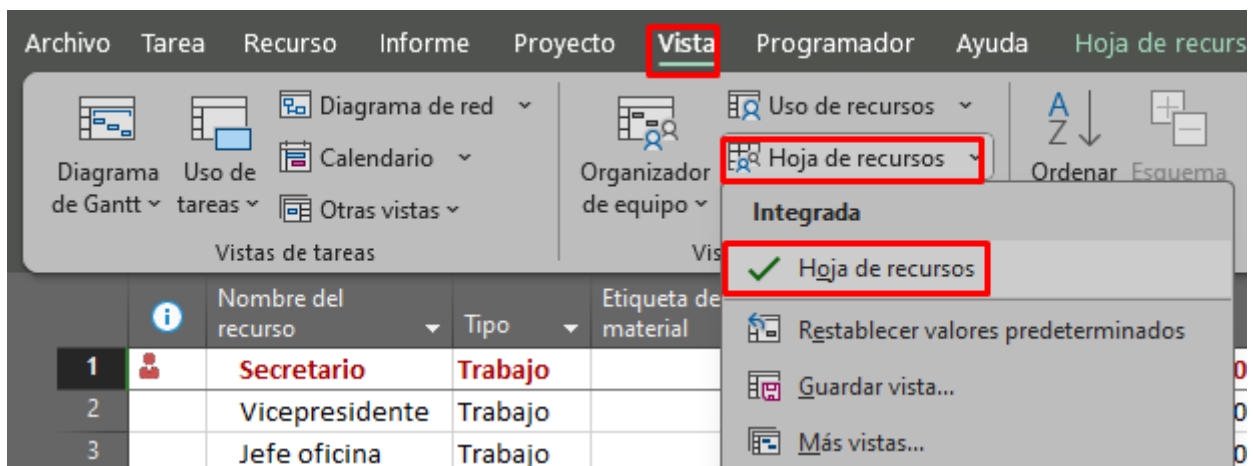 Archivo Tarea Recurso Informe Proyecto Vista Programador Ayuda Hoja de recurs
Diagrama de Gantt
Uso de tareas
Diagrama de red
Calendario
Otras vistas
Vistas de tareas
Organizador de equipo
Uso de recursos
Hoja de recursos
Vis
A
Z
Ordenar
Esquema
Integrada
Hoja de recursos
Restablecer valores predeterminados
Guardar vista...
Más vistas...
Nombre del recurso Tipo Etiqueta de material
1 Secretario Trabajo 0
2 Vicepresidente Trabajo 0
3 Jefe oficina Trabajo 0